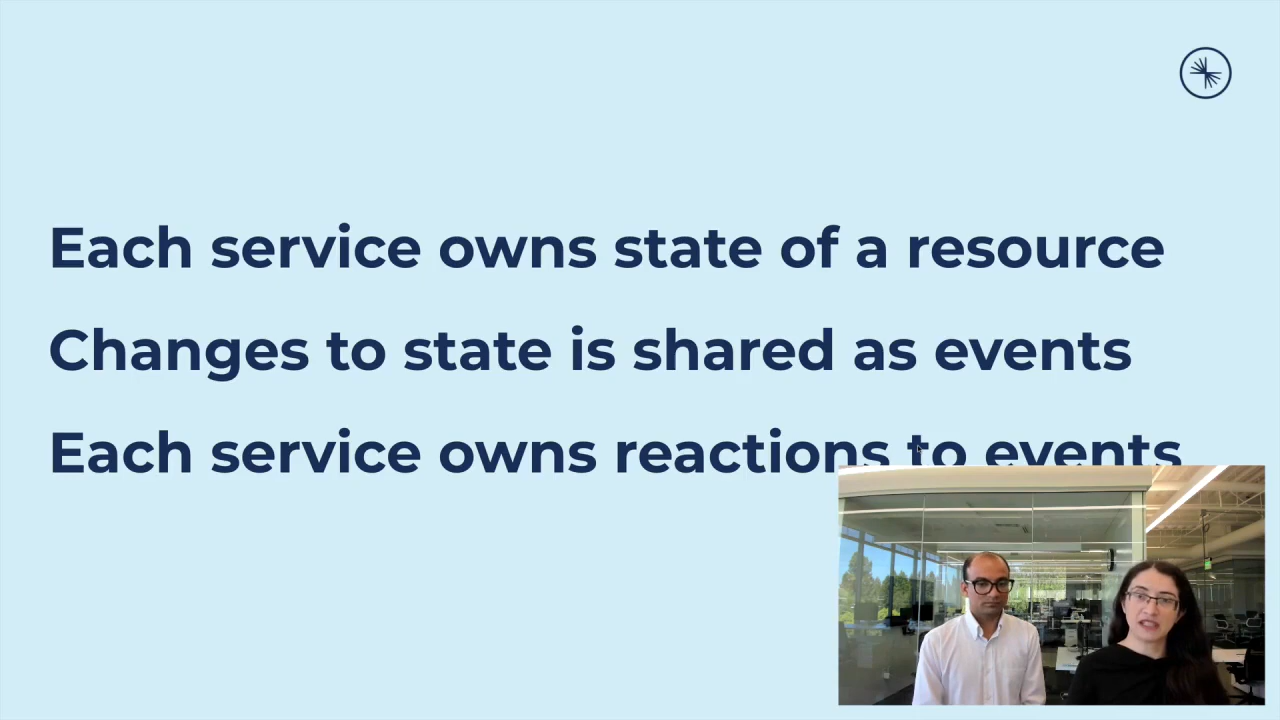 Each service owns state of a resource
Changes to state is shared as events
Each service owns reactions to events